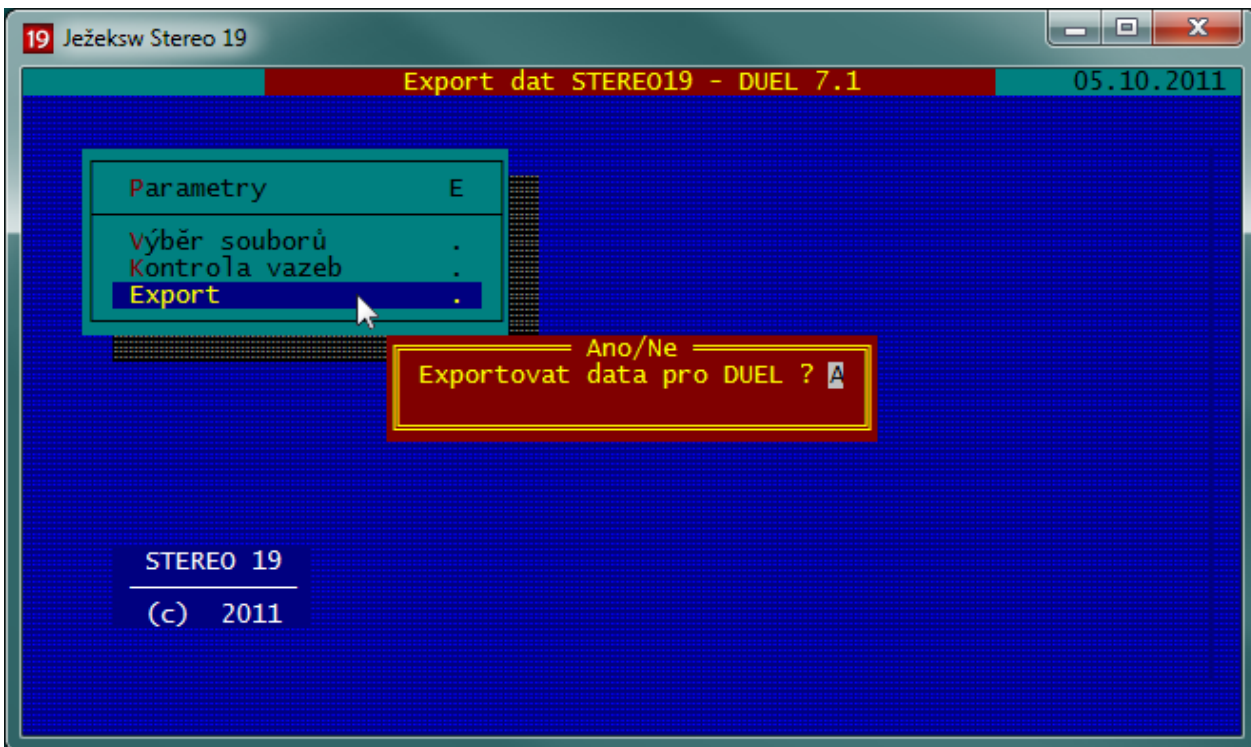 19 Ježeksw Stereo 19
Export dat STEREO19 - DUEL 7.1 05.10.2011
Parametry E
Výběr souborů .
Kontrola vazeb .
Export .
Ano/Ne
Exportovat data pro DUEL ? A
STEREO 19
(c) 2011